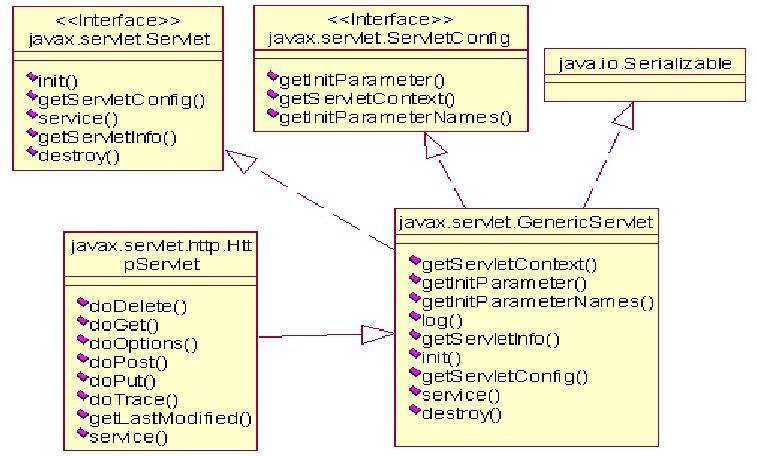 <<Interface>>
javax.servlet.Servlet
init()
getServletConfig()
service()
getServletInfo()
destroy()
<<Interface>>
javax.servlet.ServletConfig
getInitParameter()
getServletContext()
getInitParameterNames()
java.io.Serializable
javax.servlet.http.Htt
pServlet
doDelete()
doGet()
doOptions()
doPost()
doPut()
doTrace()
getLastModified()
service()
javax.servlet.GenericServlet
getServletContext()
getInitParameter()
getInitParameterNames()
log()
getServletInfo()
init()
getServletConfig()
service()
destroy()